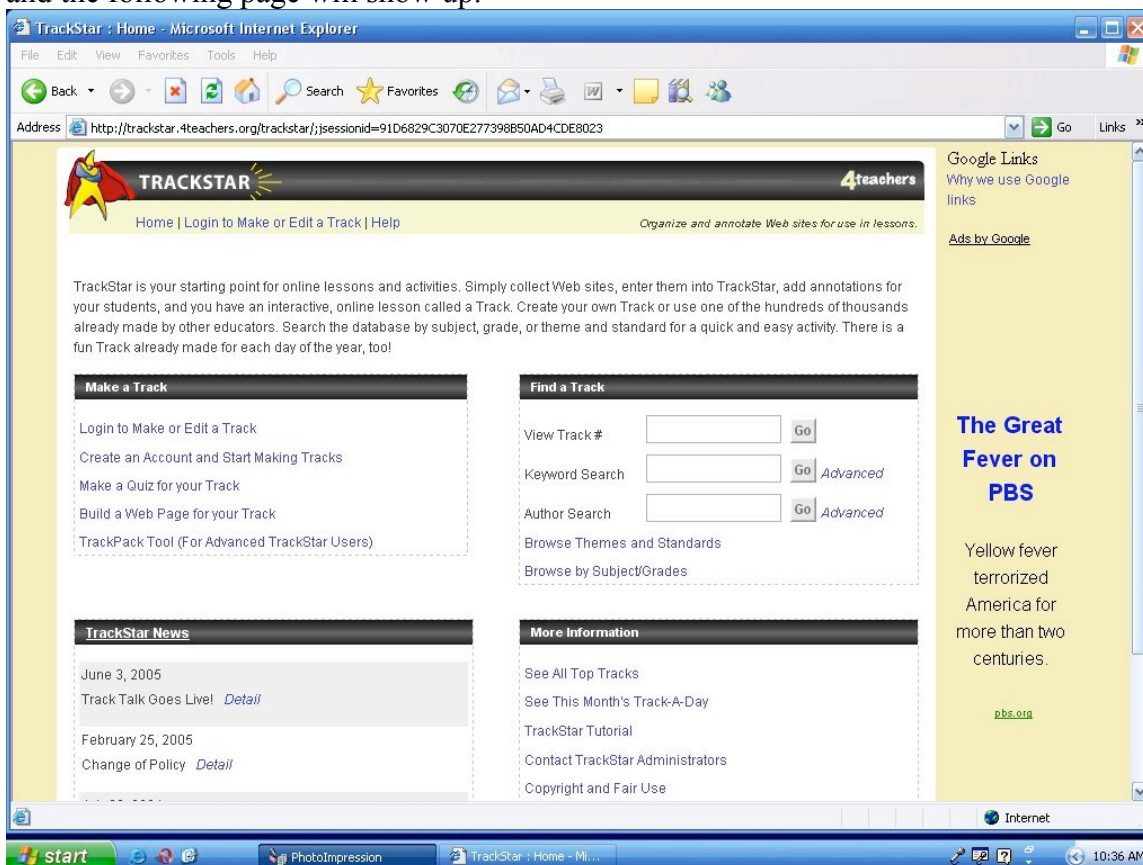 and the following page will show up.
TrackStar : Home - Microsoft Internet Explorer
File Edit View Favorites Tools Help
Back Search Favorites
Address http://trackstar.4teachers.org/trackstar/;jsessionid=91D6829C3070E277398B50AD4CDE8023 Go Links »
TRACKSTAR 4teachers
Home | Login to Make or Edit a Track | Help Organize and annotate Web sites for use in lessons.
TrackStar is your starting point for online lessons and activities. Simply collect Web sites, enter them into TrackStar, add annotations for
your students, and you have an interactive, online lesson called a Track. Create your own Track or use one of the hundreds of thousands
already made by other educators. Search the database by subject, grade, or theme and standard for a quick and easy activity. There is a
fun Track already made for each day of the year, too!
Make a Track
Login to Make or Edit a Track
Create an Account and Start Making Tracks
Make a Quiz for your Track
Build a Web Page for your Track
TrackPack Tool (For Advanced TrackStar Users)
Find a Track
View Track # Go
Keyword Search Go Advanced
Author Search Go Advanced
Browse Themes and Standards
Browse by Subject/Grades
TrackStar News
June 3, 2005
Track Talk Goes Live! Detail
February 25, 2005
Change of Policy Detail
More Information
See All Top Tracks
See This Month's Track-A-Day
TrackStar Tutorial
Contact TrackStar Administrators
Copyright and Fair Use
Google Links
Why we use Google
links
Ads by Google
The Great
Fever on
PBS
Yellow fever
terrorized
America for
more than two
centuries.
pbs.org
Internet
start PhotoImpression TrackStar : Home - Mi... 10:36 AM